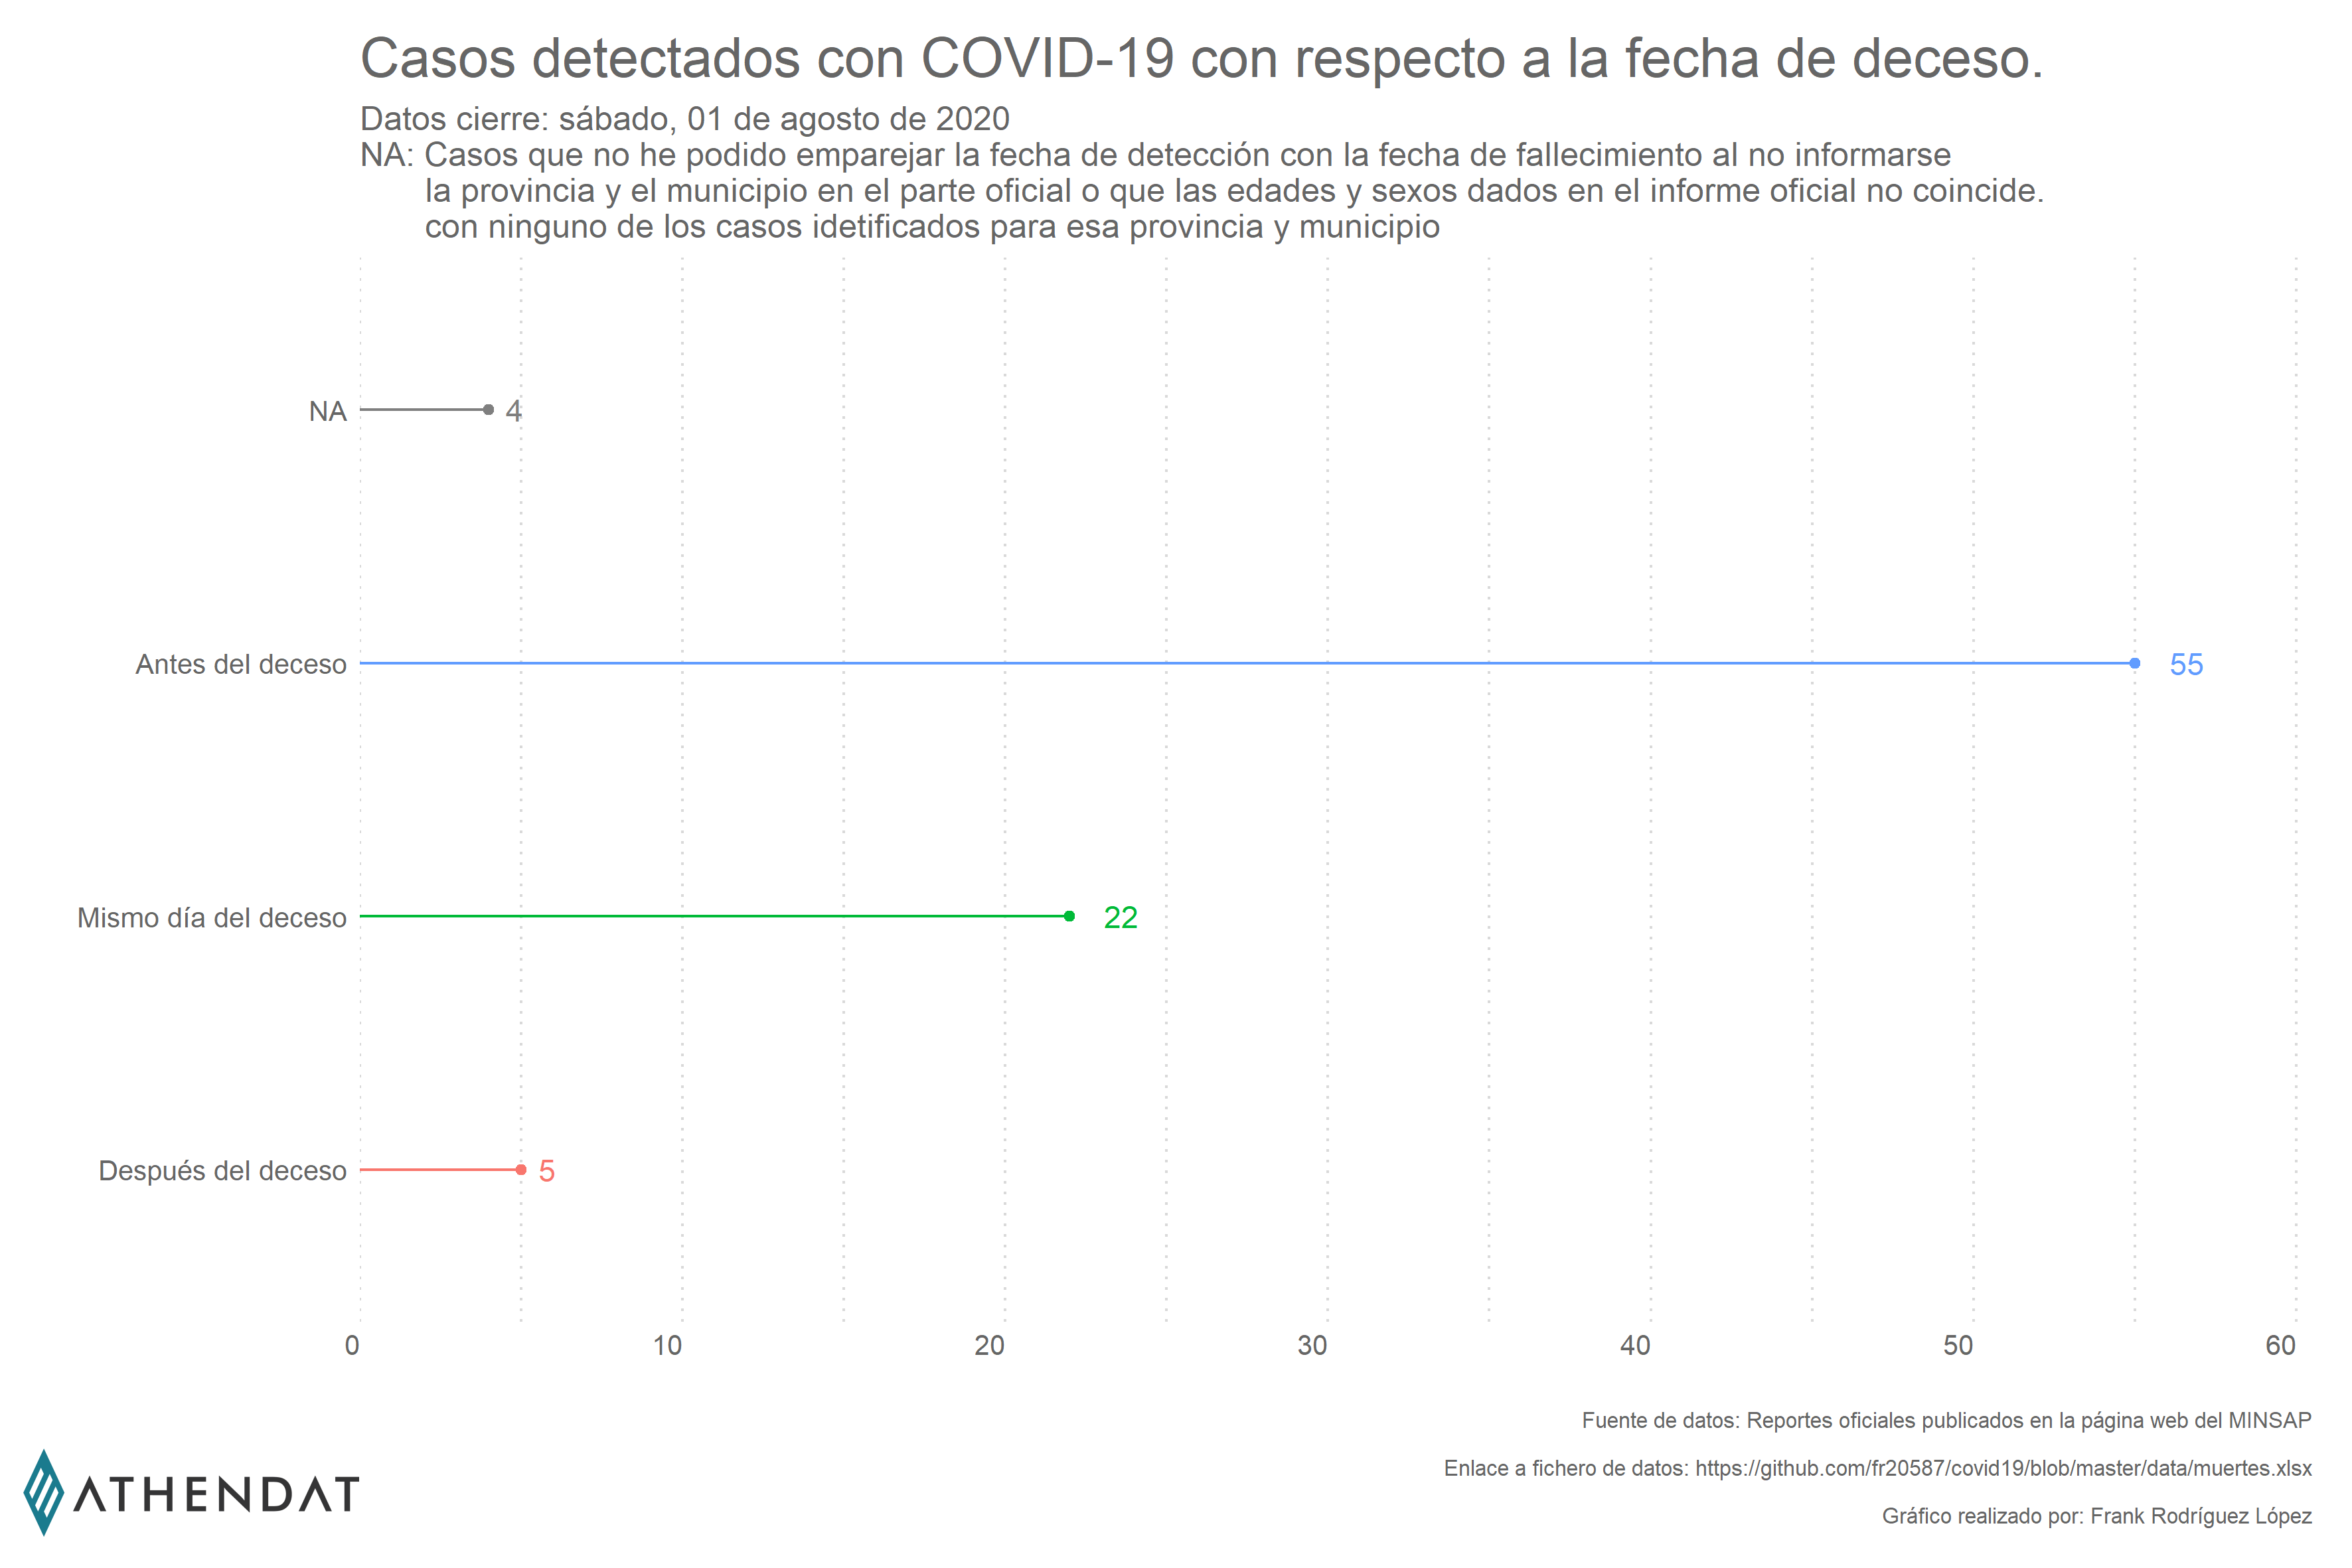 Casos detectados con COVID-19 con respecto a la fecha de deceso.
Datos cierre: sábado, 01 de agosto de 2020
NA: Casos que no he podido emparejar la fecha de detección con la fecha de fallecimiento al no informarse
la provincia y el municipio en el parte oficial o que las edades y sexos dados en el informe oficial no coincide.
con ninguno de los casos idetificados para esa provincia y municipio
NA 4
Antes del deceso 55
Mismo día del deceso 22
Después del deceso 5
0 10 20 30 40 50 60
Fuente de datos: Reportes oficiales publicados en la página web del MINSAP
Enlace a fichero de datos: https://github.com/fr20587/covid19/blob/master/data/muertes.xlsx
Gráfico realizado por: Frank Rodríguez López
ATHENDAT